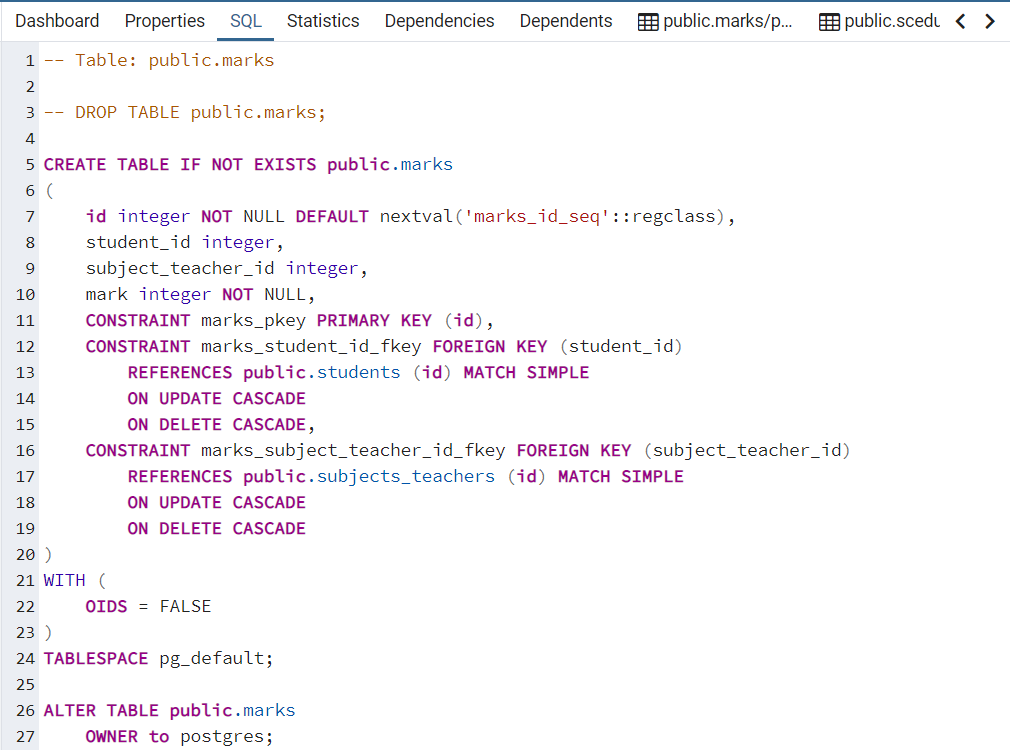 Dashboard Properties SQL Statistics Dependencies Dependents public.marks/p... public.scedu
1 -- Table: public.marks
2
3 -- DROP TABLE public.marks;
4
5 CREATE TABLE IF NOT EXISTS public.marks
6 (
7     id integer NOT NULL DEFAULT nextval('marks_id_seq'::regclass),
8     student_id integer,
9     subject_teacher_id integer,
10     mark integer NOT NULL,
11     CONSTRAINT marks_pkey PRIMARY KEY (id),
12     CONSTRAINT marks_student_id_fkey FOREIGN KEY (student_id)
13         REFERENCES public.students (id) MATCH SIMPLE
14         ON UPDATE CASCADE
15         ON DELETE CASCADE,
16     CONSTRAINT marks_subject_teacher_id_fkey FOREIGN KEY (subject_teacher_id)
17         REFERENCES public.subjects_teachers (id) MATCH SIMPLE
18         ON UPDATE CASCADE
19         ON DELETE CASCADE
20 )
21 WITH (
22     OIDS = FALSE
23 )
24 TABLESPACE pg_default;
25
26 ALTER TABLE public.marks
27     OWNER to postgres;